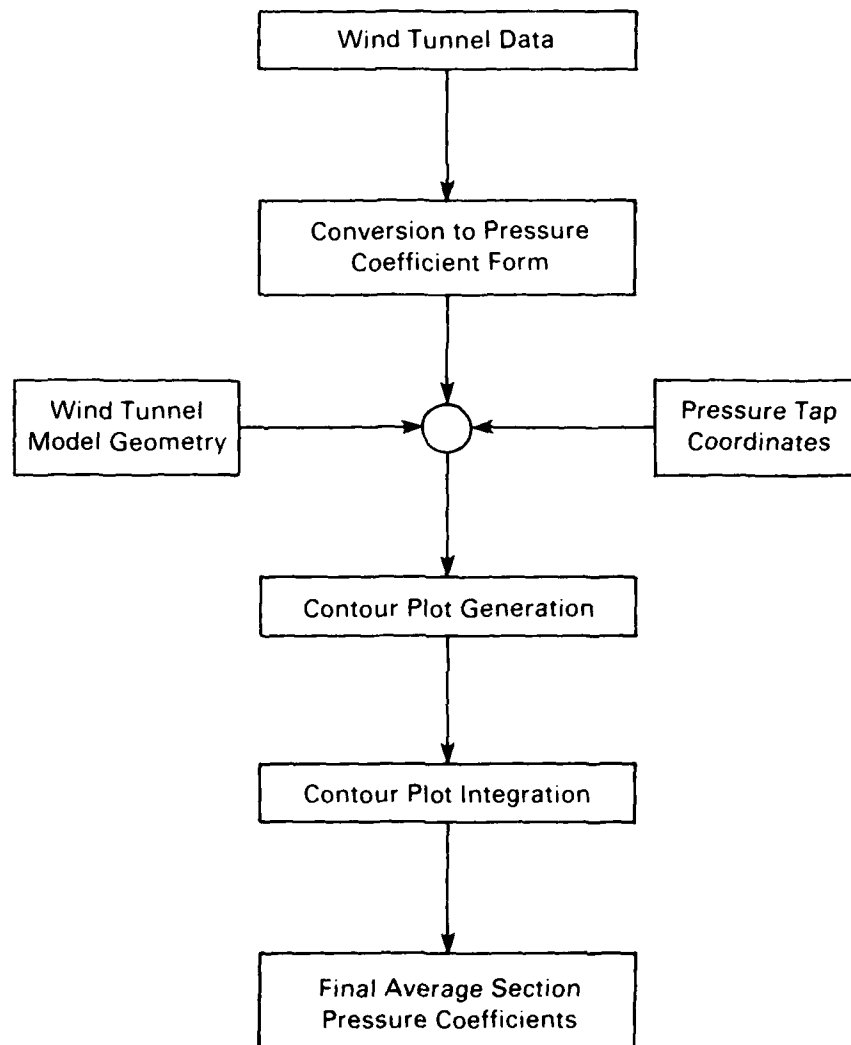 Wind Tunnel Data
Conversion to Pressure
Coefficient Form
Wind Tunnel
Model Geometry
Pressure Tap
Coordinates
Contour Plot Generation
Contour Plot Integration
Final Average Section
Pressure Coefficients